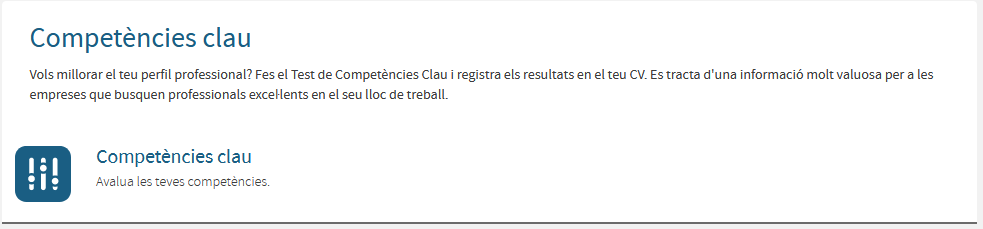 Competències clau
Vols millorar el teu perfil professional? Fes el Test de Competències Clau i registra els resultats en el teu CV. Es tracta d'una informació molt valuosa per a les
empreses que busquen professionals excel·lents en el seu lloc de treball.
Competències clau
Avalua les teves competències.